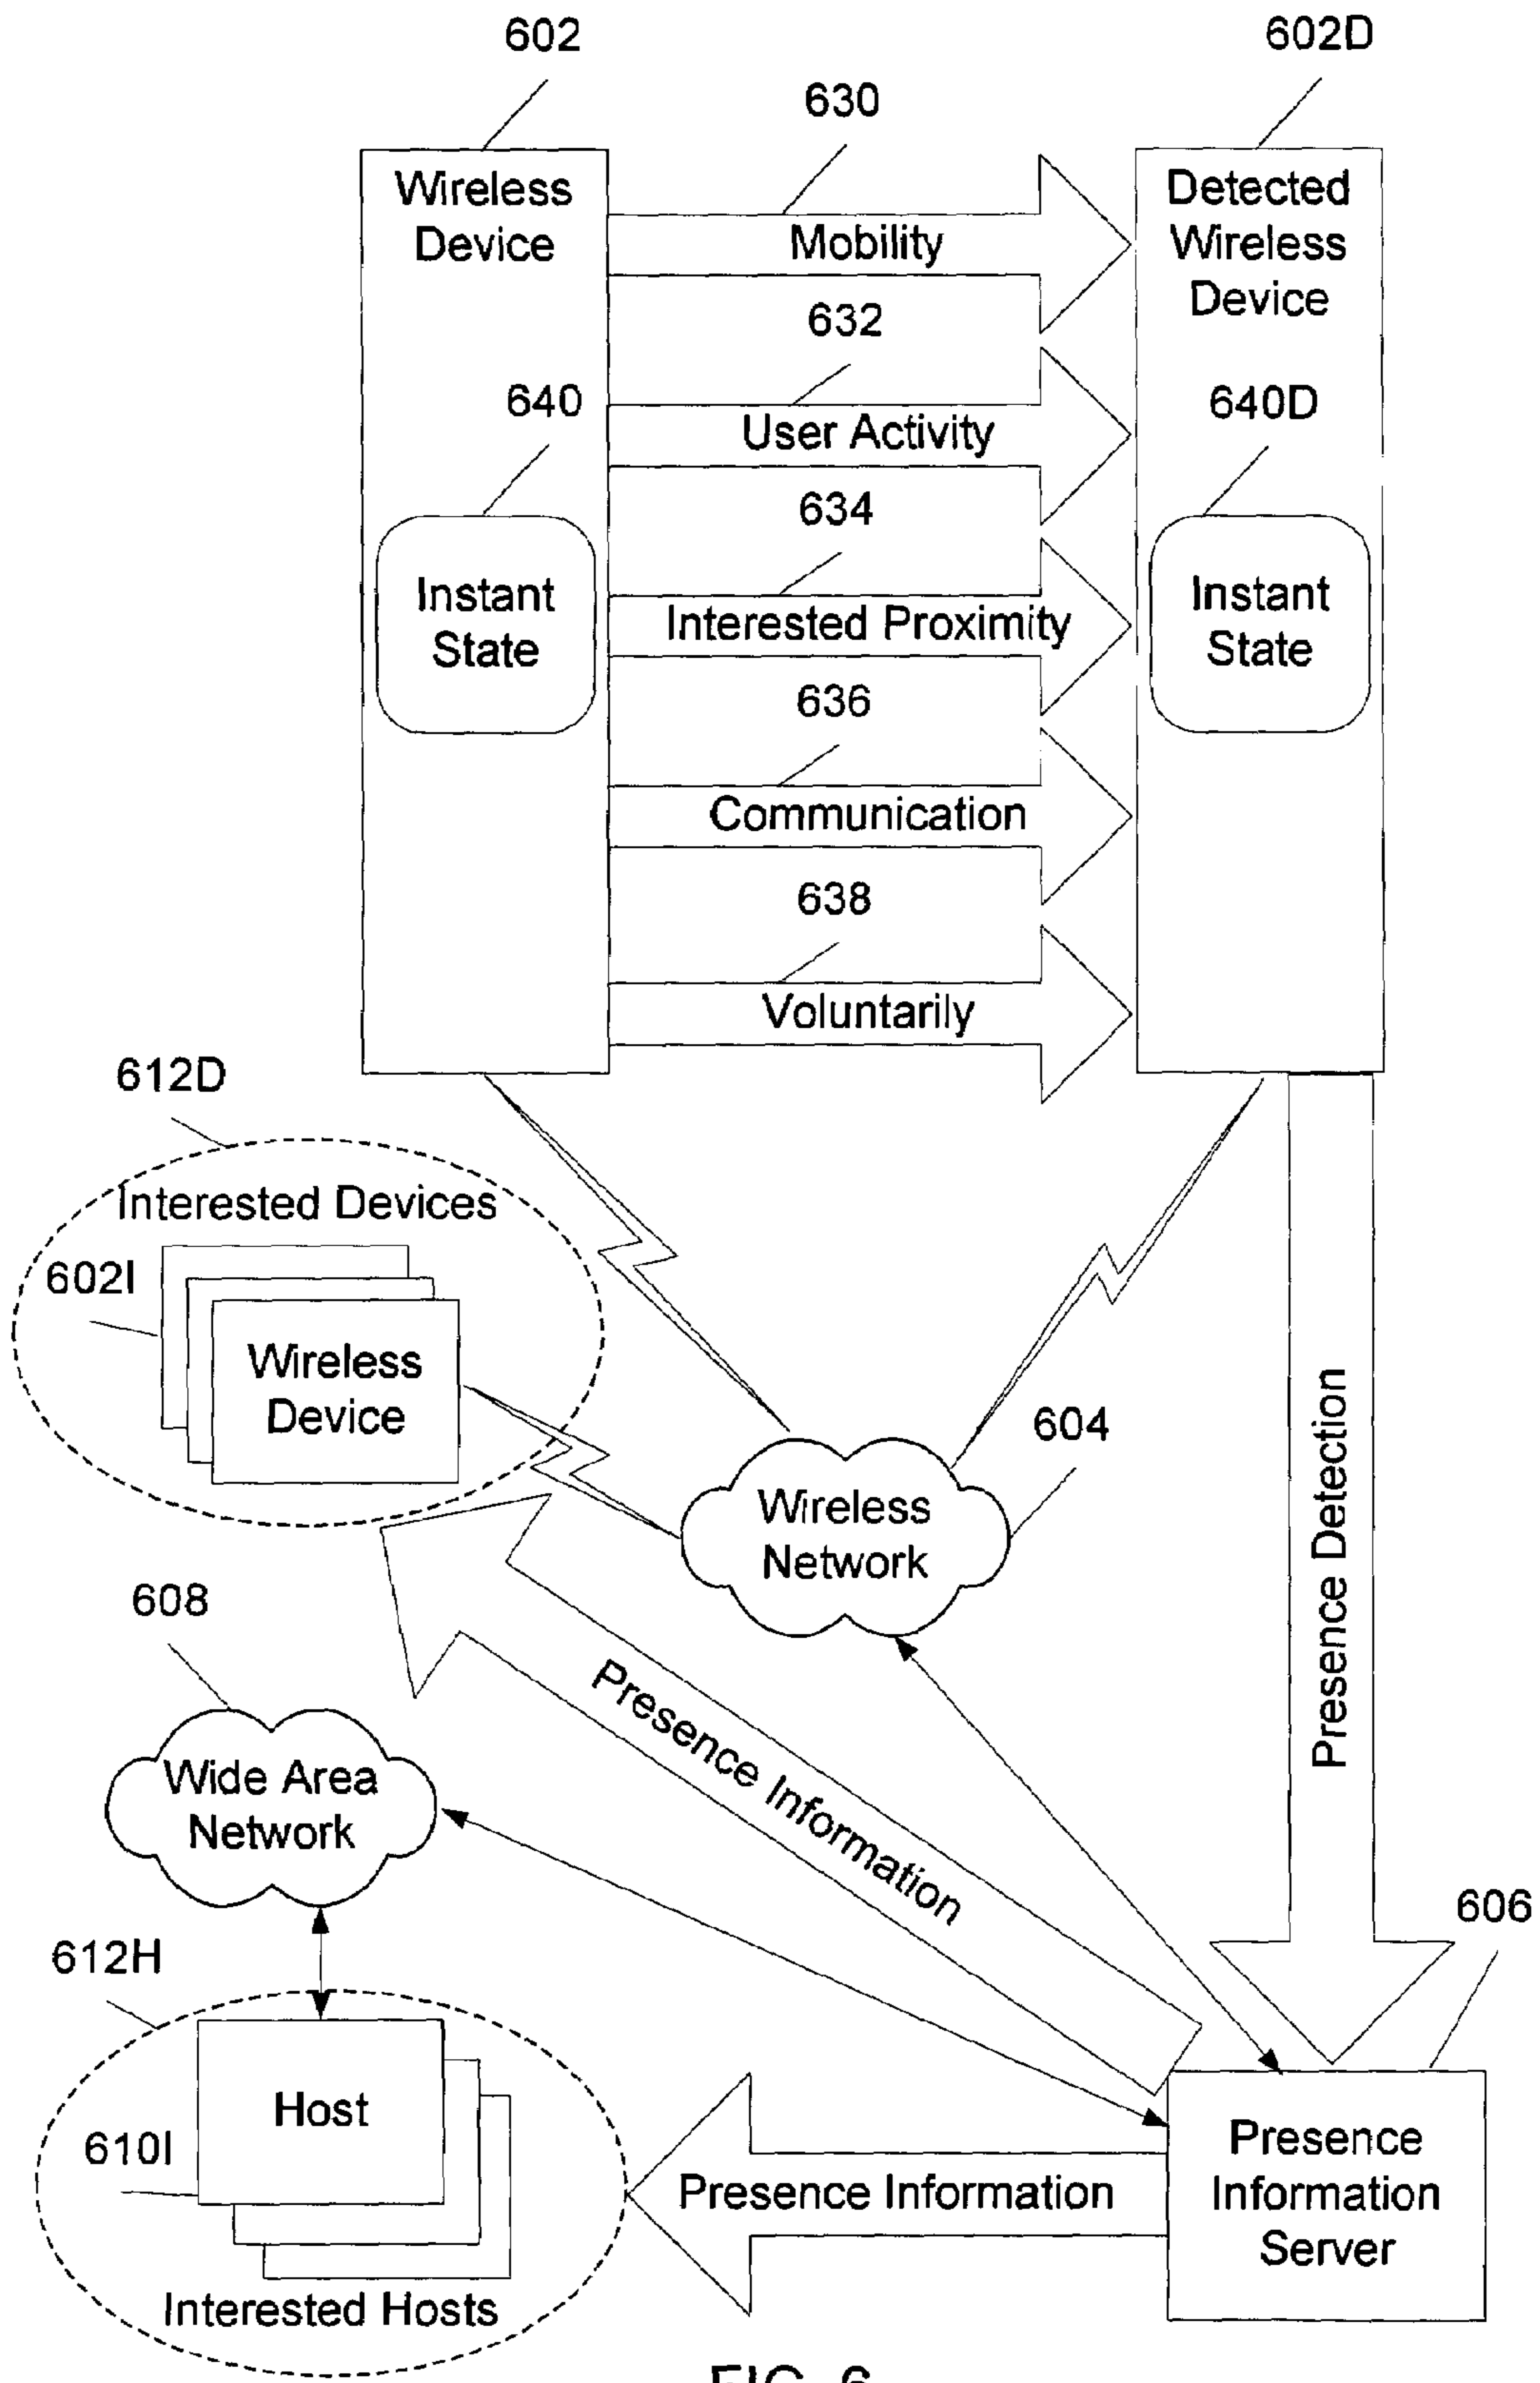 602
602D
630
Wireless
Device
Detected
Wireless
Device
Mobility
632
640
640D
User Activity
634
Instant
State
Instant
State
Interested Proximity
636
Communication
638
Voluntarily
612D
Interested Devices
602I
Wireless
Device
604
Wireless
Network
Presence Detection
608
Presence Information
Wide Area
Network
606
612H
Host
610I
Presence Information
Presence
Information
Server
Interested Hosts
FIG. 6